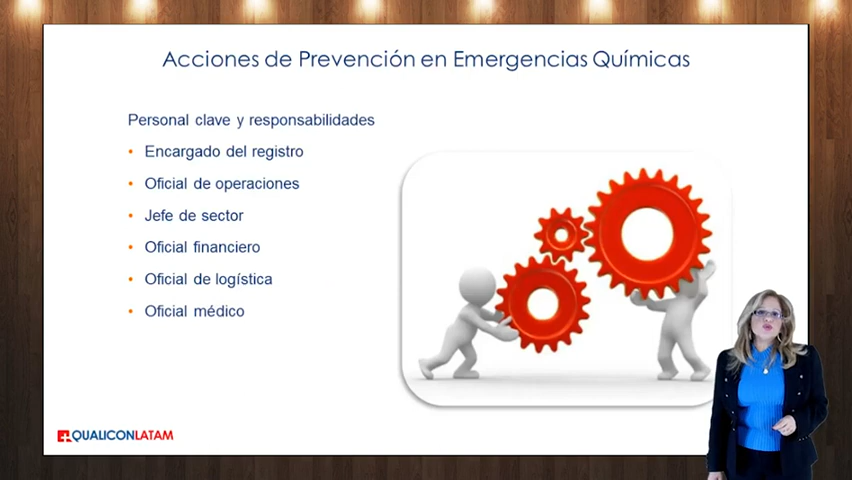 Acciones de Prevención en Emergencias Químicas
Personal clave y responsabilidades
• Encargado del registro
• Oficial de operaciones
• Jefe de sector
• Oficial financiero
• Oficial de logística
• Oficial médico
QUALICONLATAM